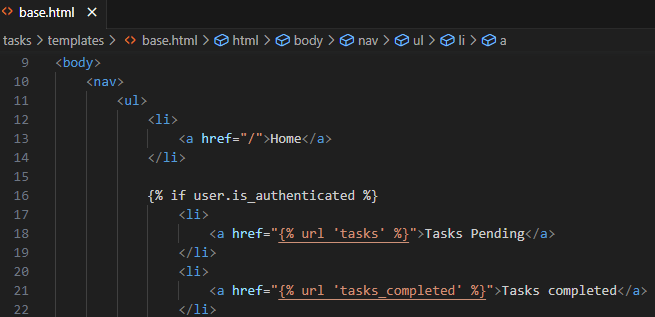 base.html
tasks > templates > base.html > html > body > nav > ul > li > a
9 <body>
10 <nav>
11 <ul>
12 <li>
13 <a href="/">Home</a>
14 </li>
15
16 {% if user.is_authenticated %}
17 <li>
18 <a href="{% url 'tasks' %}">Tasks Pending</a>
19 </li>
20 <li>
21 <a href="{% url 'tasks_completed' %}">Tasks completed</a>
22 </li>